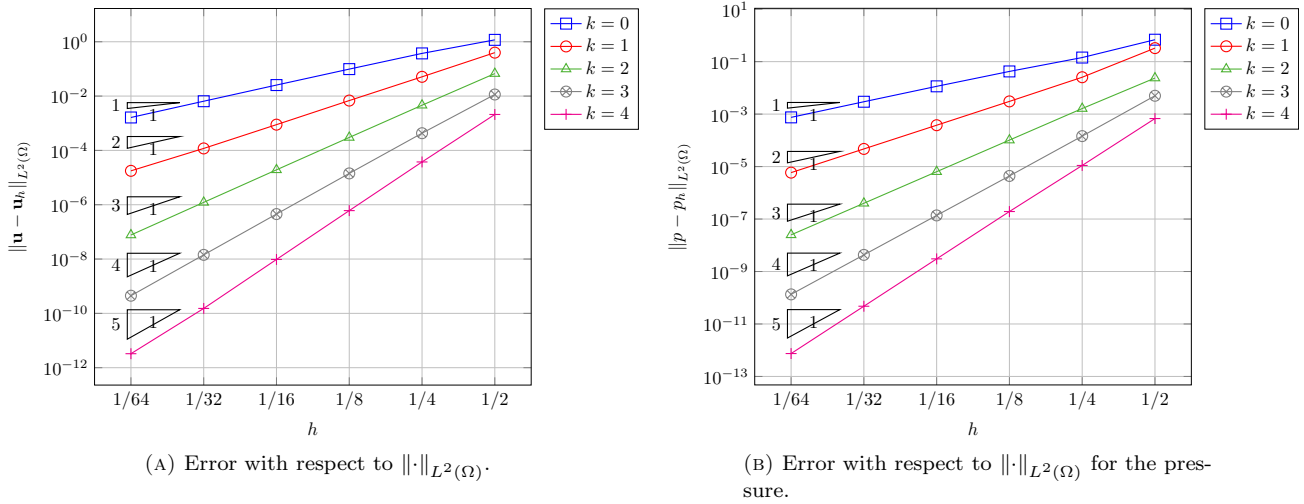 k = 0
k = 1
k = 2
k = 3
k = 4
10^0
10^{-2}
10^{-4}
10^{-6}
10^{-8}
10^{-10}
10^{-12}
‖u − u_h‖_{L²(Ω)}
1
1
2
1
3
1
4
1
5
1
1/64 1/32 1/16 1/8 1/4 1/2
h
(A) Error with respect to ‖·‖_{L²(Ω)}.
k = 0
k = 1
k = 2
k = 3
k = 4
10^1
10^{-1}
10^{-3}
10^{-5}
10^{-7}
10^{-9}
10^{-11}
10^{-13}
‖p − p_h‖_{L²(Ω)}
1
1
2
1
3
1
4
1
5
1
1/64 1/32 1/16 1/8 1/4 1/2
h
(B) Error with respect to ‖·‖_{L²(Ω)} for the pres-
sure.